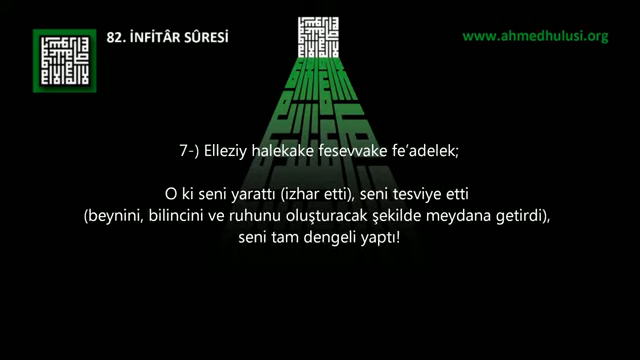 82. İNFİTÂR SÛRESİ
www.ahmedhulusi.org
7-) Elleziy halekake fesevvake fe’adelek;
O ki seni yarattı (izhar etti), seni tesviye etti
(beynini, bilincini ve ruhunu oluşturacak şekilde meydana getirdi),
seni tam dengeli yaptı!